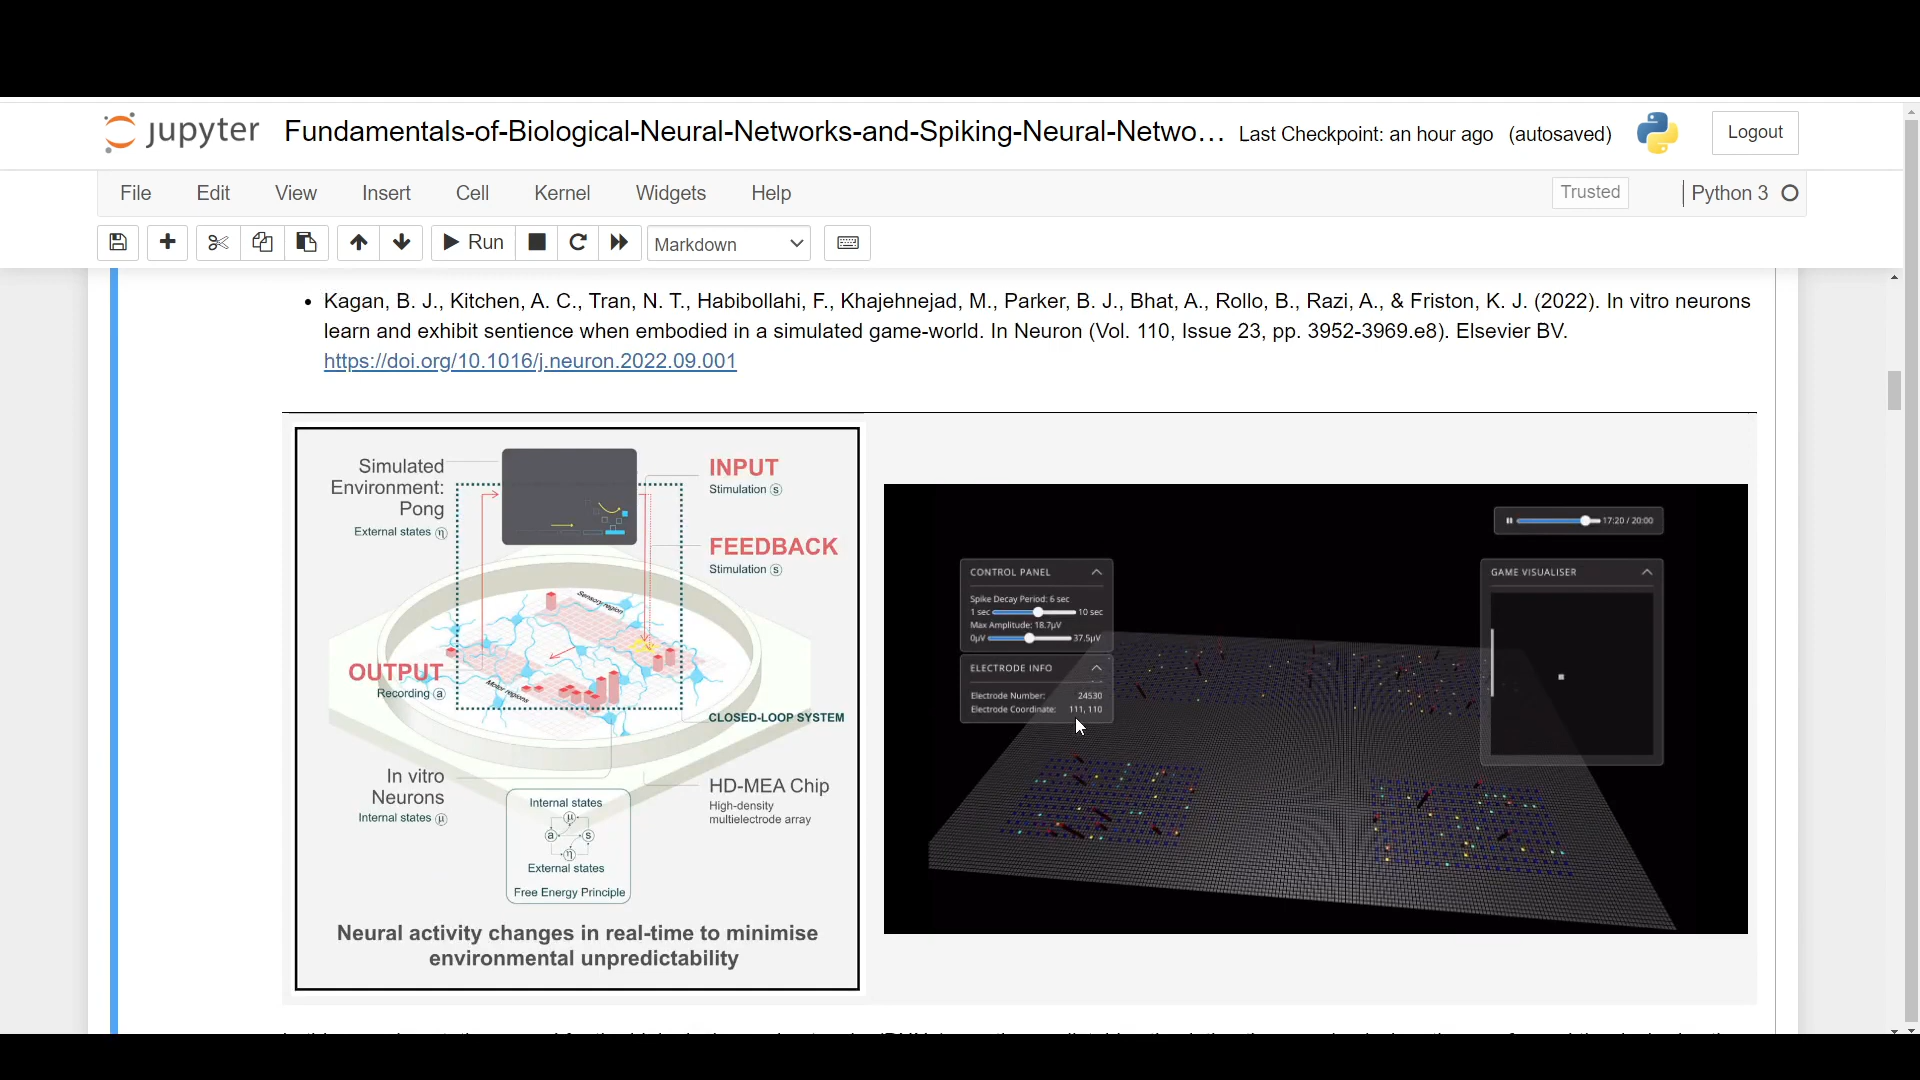 jupyter
Fundamentals-of-Biological-Neural-Networks-and-Spiking-Neural-Netwo...
Last Checkpoint: an hour ago (autosaved)
Logout
File Edit View Insert Cell Kernel Widgets Help
Trusted
Python 3
Run
Markdown
• Kagan, B. J., Kitchen, A. C., Tran, N. T., Habibollahi, F., Khajehnejad, M., Parker, B. J., Bhat, A., Rollo, B., Razi, A., & Friston, K. J. (2022). In vitro neurons
learn and exhibit sentience when embodied in a simulated game-world. In Neuron (Vol. 110, Issue 23, pp. 3952-3969.e8). Elsevier BV.
https://doi.org/10.1016/j.neuron.2022.09.001
Simulated
Environment:
Pong
External states η
INPUT
Stimulation s
FEEDBACK
Stimulation s
Sensory region
OUTPUT
Recording a
Motor regions
CLOSED-LOOP SYSTEM
In vitro
Neurons
Internal states μ
HD-MEA Chip
High-density
multielectrode array
Internal states
μ
a s
η
External states
Free Energy Principle
Neural activity changes in real-time to minimise
environmental unpredictability
17:20 / 20:00
CONTROL PANEL
Spike Decay Period: 6 sec
1 sec 10 sec
Max Amplitude: 18.7μV
0μV 37.5μV
ELECTRODE INFO
Electrode Number: 24530
Electrode Coordinate: 111, 110
GAME VISUALISER